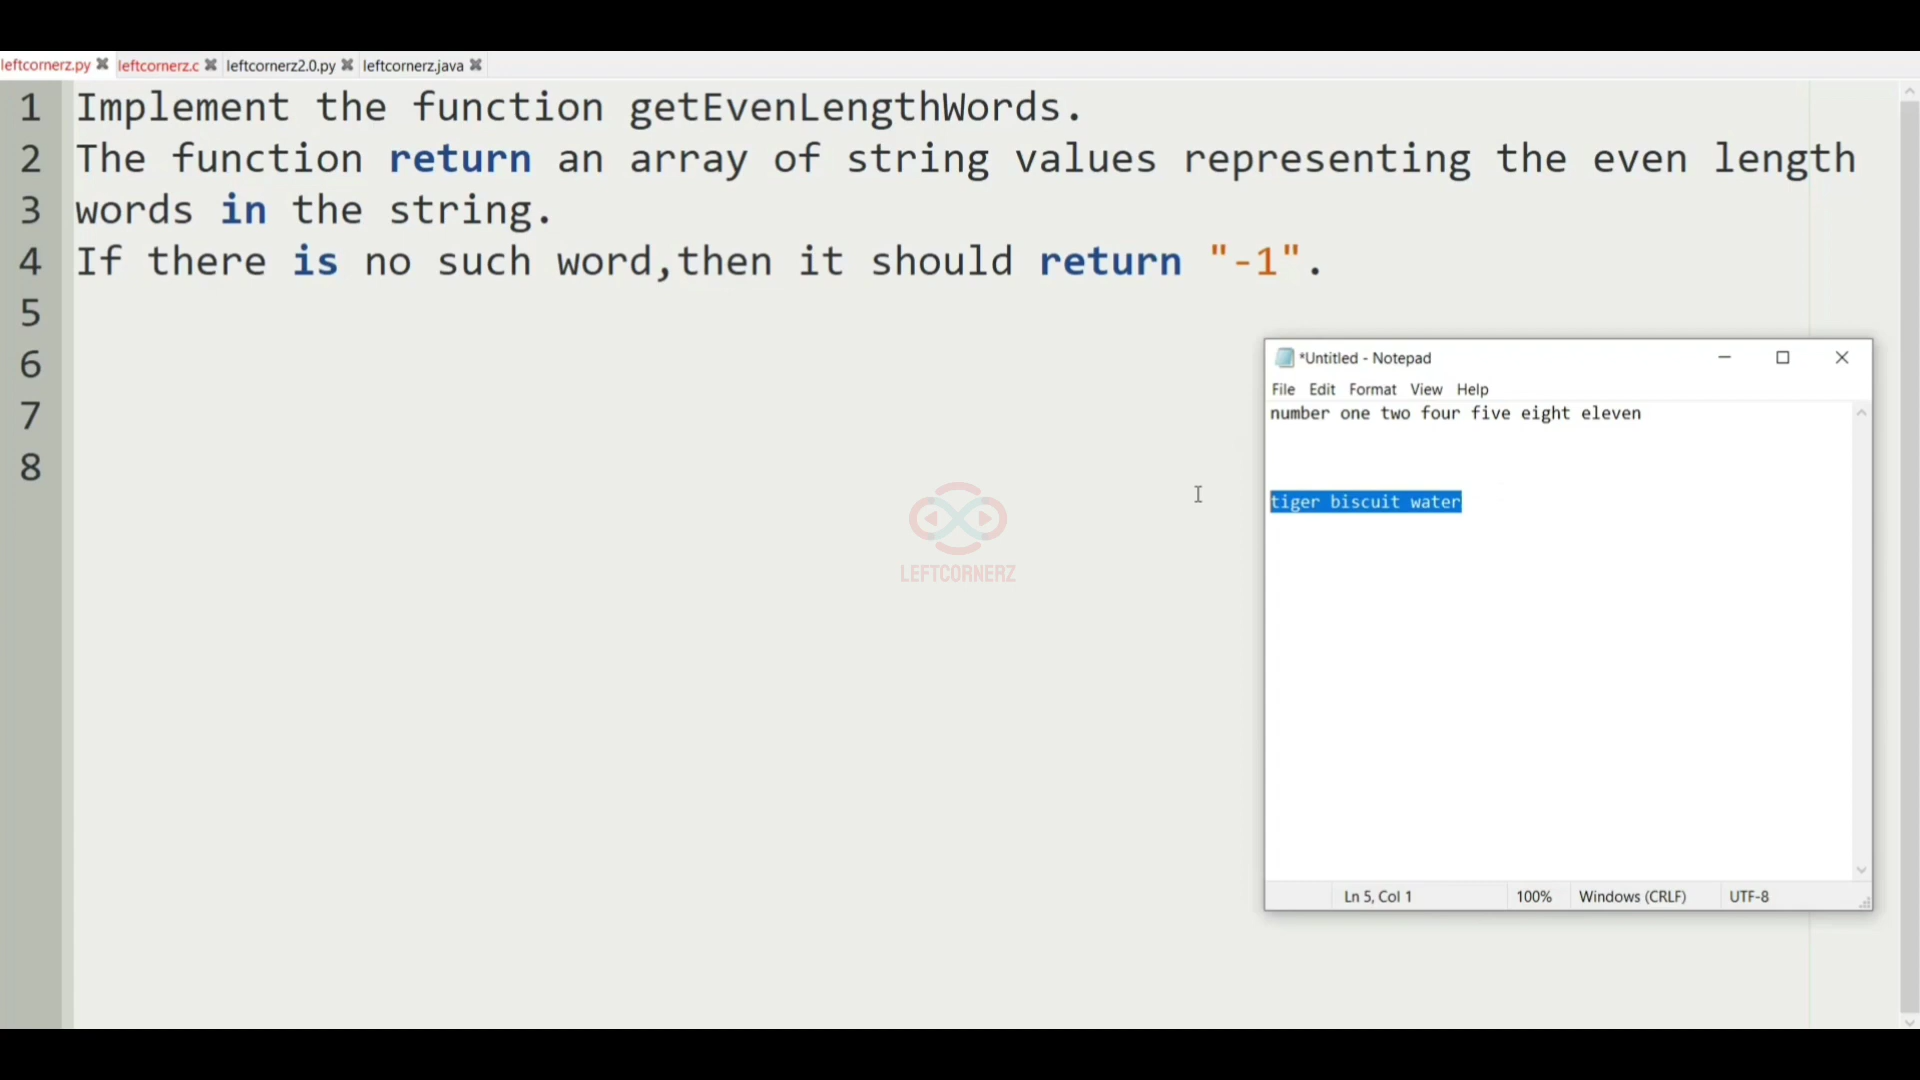 leftcornerz.py leftcornerz.c leftcornerz2.0.py leftcornerz.java
1 Implement the function getEvenLengthWords.
2 The function return an array of string values representing the even length
3 words in the string.
4 If there is no such word,then it should return "-1".
5
6
7
8
*Untitled - Notepad
File Edit Format View Help
number one two four five eight eleven
tiger biscuit water
LEFTCORNERZ
Ln 5, Col 1 100% Windows (CRLF) UTF-8